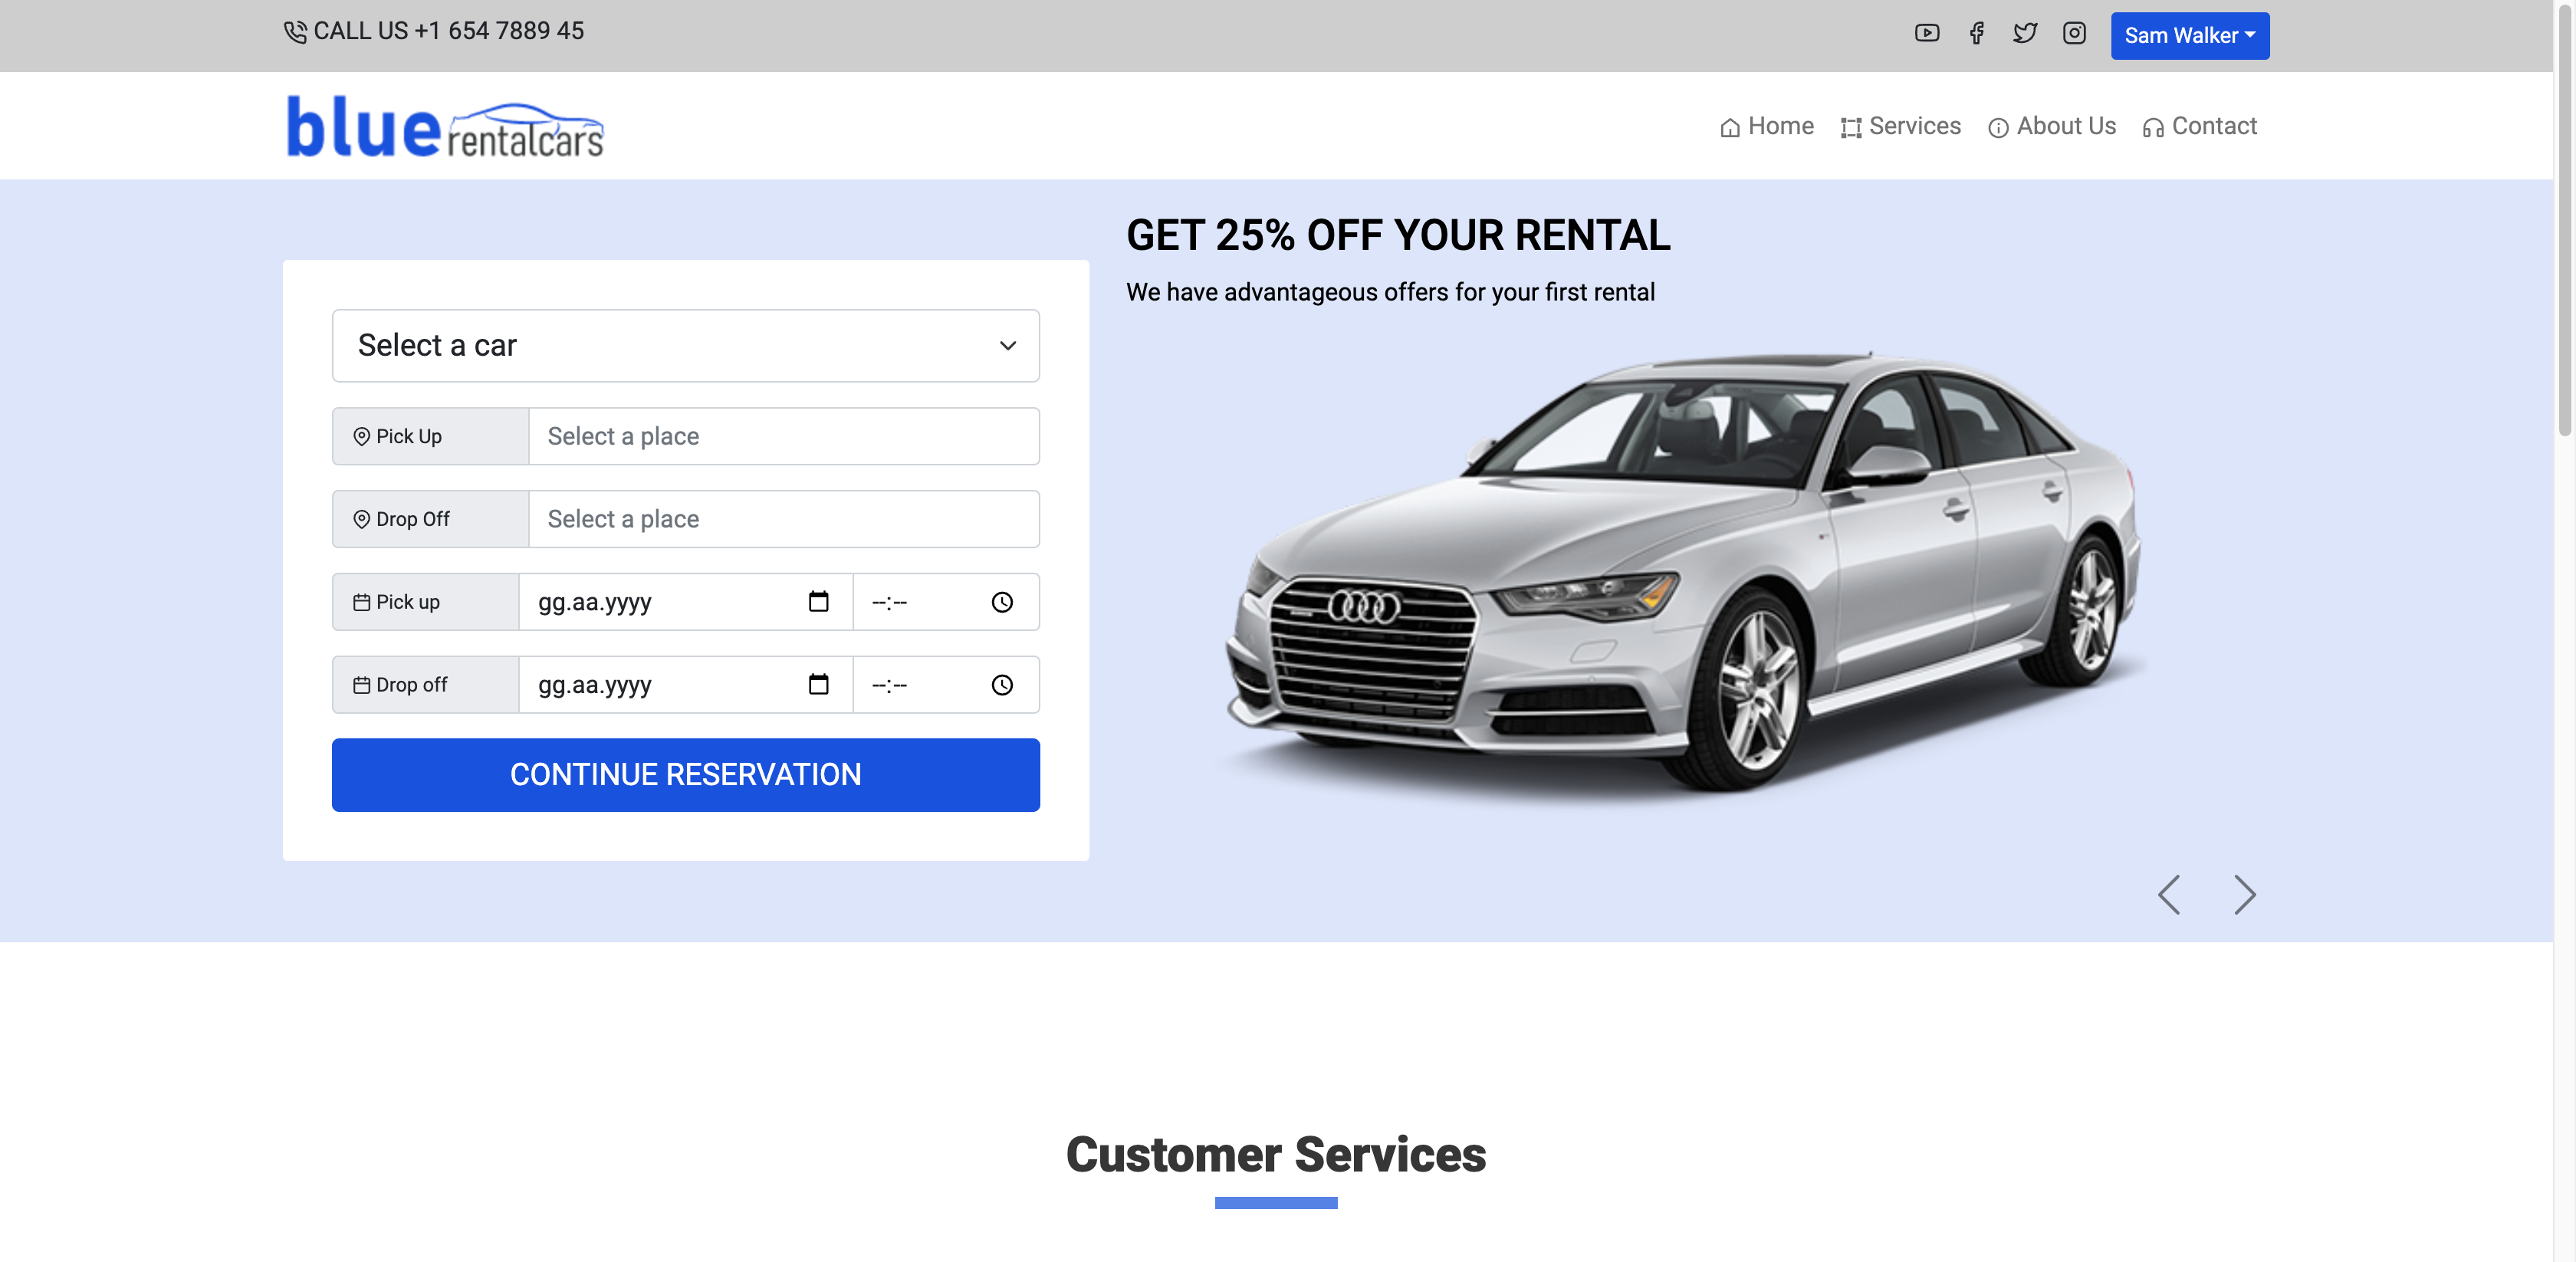 CALL US +1 654 7889 45
Sam Walker
blue rentalcars
Home Services About Us Contact
GET 25% OFF YOUR RENTAL
We have advantageous offers for your first rental
Select a car
Pick Up Select a place
Drop Off Select a place
Pick up gg.aa.yyyy --:--
Drop off gg.aa.yyyy --:--
CONTINUE RESERVATION
Customer Services